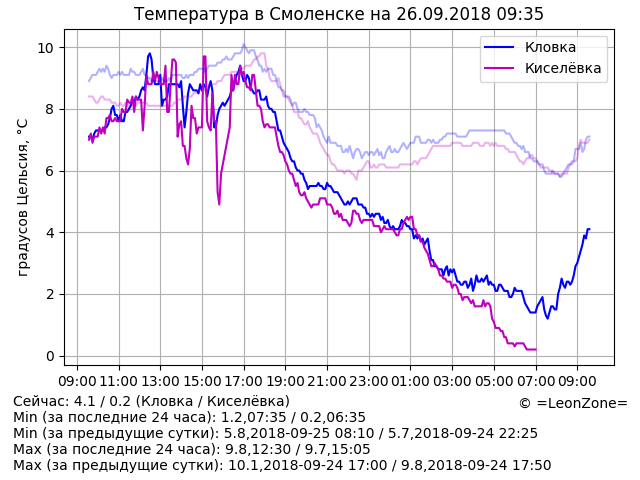 Температура в Смоленске на 26.09.2018 09:35
Кловка
Киселёвка
градусов Цельсия, °C
10
8
6
4
2
0
09:00 11:00 13:00 15:00 17:00 19:00 21:00 23:00 01:00 03:00 05:00 07:00 09:00
Сейчас: 4.1 / 0.2 (Кловка / Киселёвка)
© =LeonZone=
Min (за последние 24 часа): 1.2,07:35 / 0.2,06:35
Min (за предыдущие сутки): 5.8,2018-09-25 08:10 / 5.7,2018-09-24 22:25
Max (за последние 24 часа): 9.8,12:30 / 9.7,15:05
Max (за предыдущие сутки): 10.1,2018-09-24 17:00 / 9.8,2018-09-24 17:50